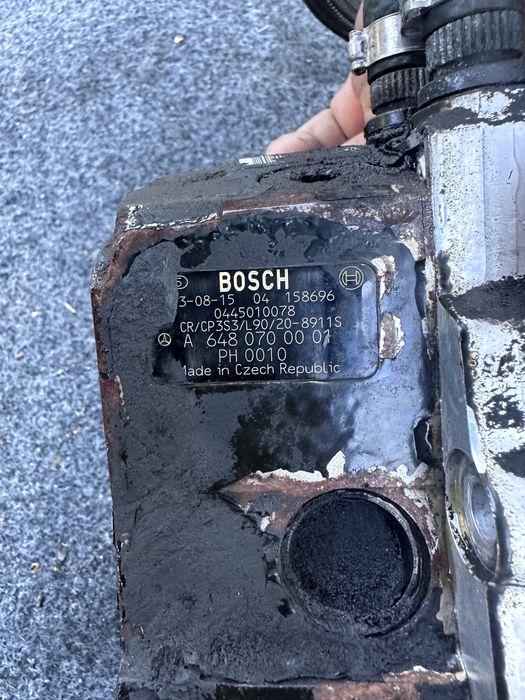 BOSCH
3-08-15 04 158696
0445010078
CR/CP3S3/L90/20-8911S
A 648 070 00 01
PH 0010
Made in Czech Republic